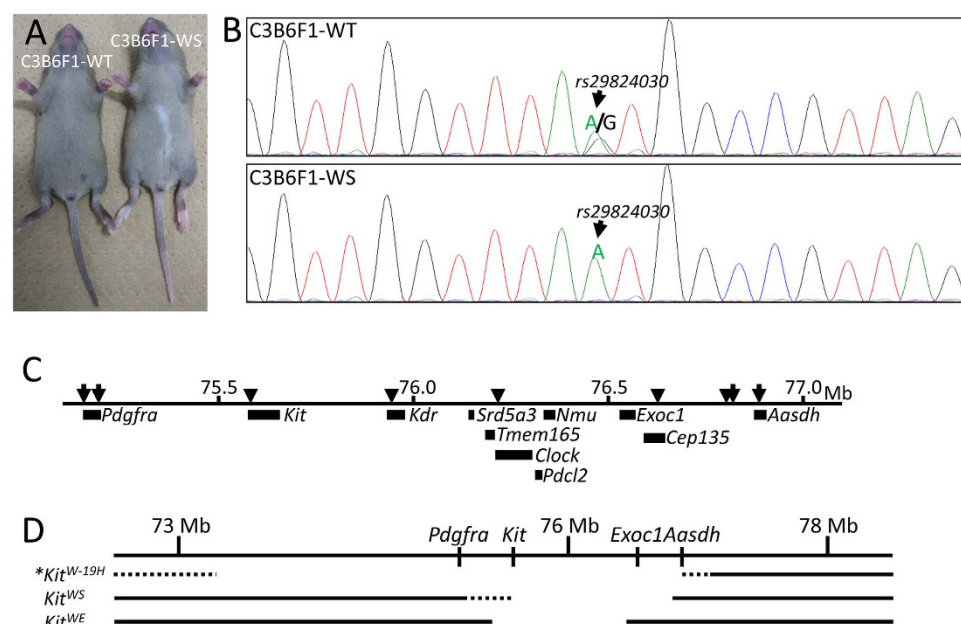 A
C3B6F1-WT
C3B6F1-WS
B
C3B6F1-WT
rs29824030
A/G
C3B6F1-WS
rs29824030
A
C
75.5 76.0 76.5 77.0 Mb
Pdgfra Kit Kdr Srd5a3 Nmu Exoc1 Aasdh
Tmem165 Cep135
Clock
Pdcl2
D
73 Mb 76 Mb 78 Mb
Pdgfra Kit Exoc1 Aasdh
*Kit^W-19H
Kit^WS
Kit^WE